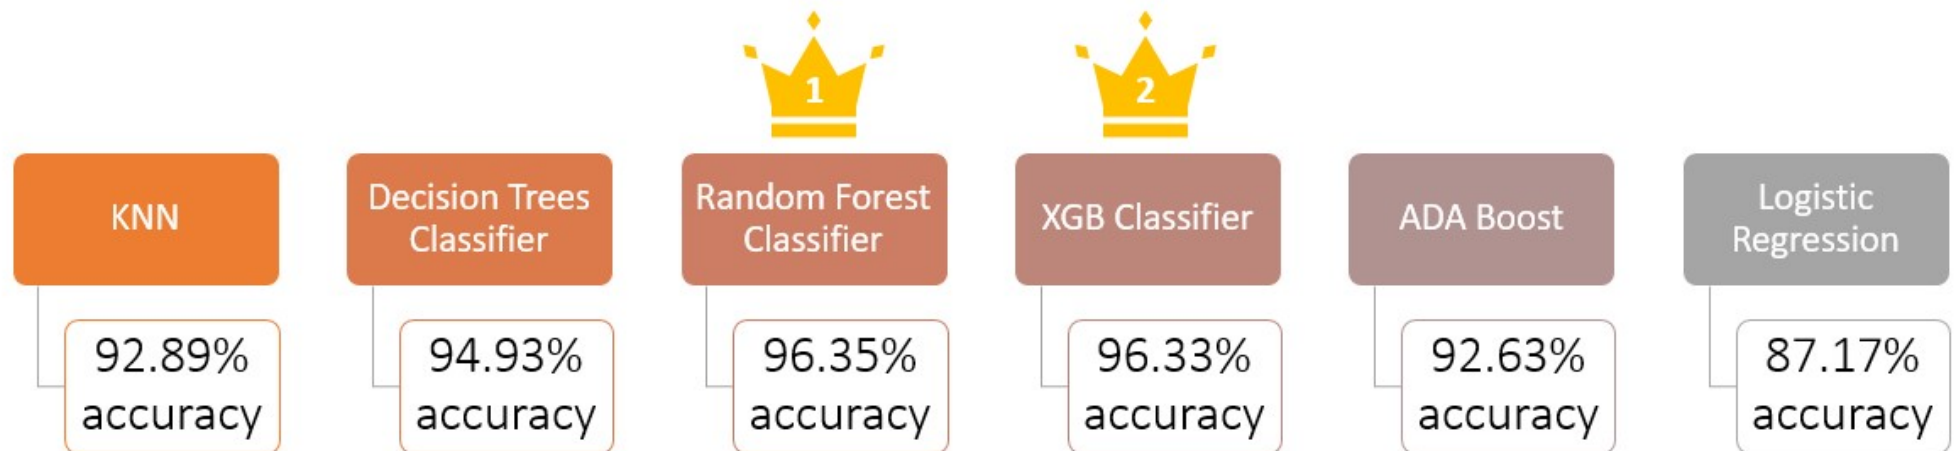 1
2
KNN
Decision Trees
Classifier
Random Forest
Classifier
XGB Classifier
ADA Boost
Logistic
Regression
92.89%
accuracy
94.93%
accuracy
96.35%
accuracy
96.33%
accuracy
92.63%
accuracy
87.17%
accuracy